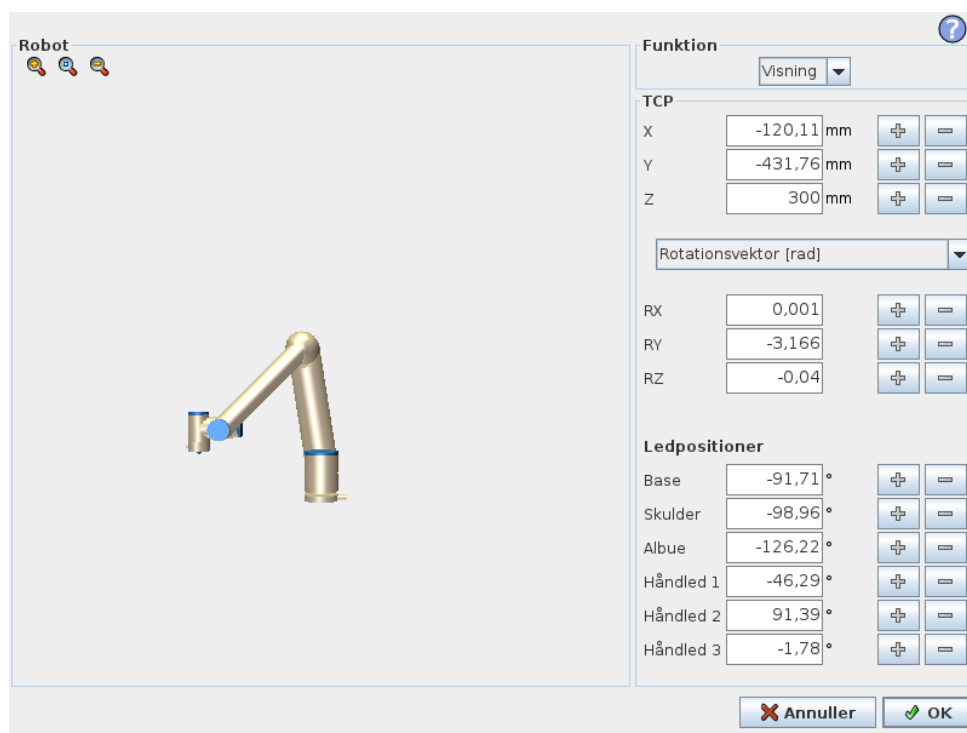 Robot
Funktion
Visning
TCP
X -120,11 mm
Y -431,76 mm
Z 300 mm
Rotationsvektor [rad]
RX 0,001
RY -3,166
RZ -0,04
Ledpositioner
Base -91,71 °
Skulder -98,96 °
Albue -126,22 °
Håndled 1 -46,29 °
Håndled 2 91,39 °
Håndled 3 -1,78 °
Annuller OK